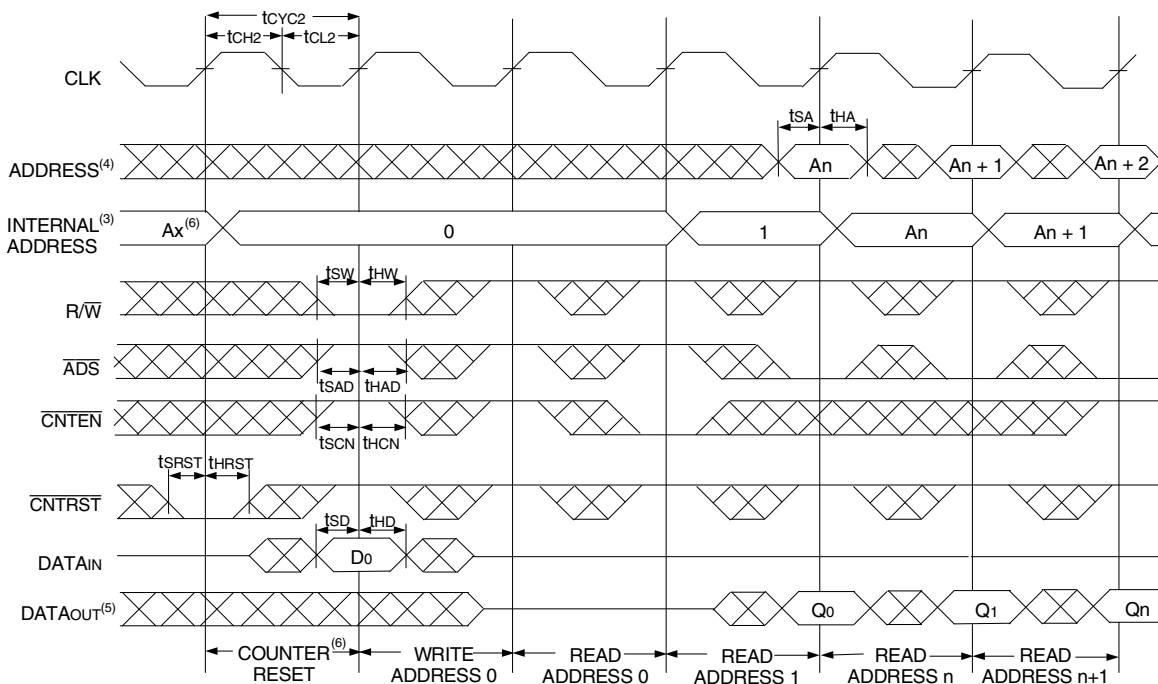 tCYC2
tCH2 tCL2
CLK
tSA tHA
ADDRESS(4) An An + 1 An + 2
INTERNAL(3)
ADDRESS Ax(6) 0 1 An An + 1
tSW tHW
R/W̅
A̅D̅S̅
tSAD tHAD
C̅N̅T̅E̅N̅
tSCN tHCN
tSRST tHRST
C̅N̅T̅R̅S̅T̅
tSD tHD
DATAIN D0
DATAOUT(5) Q0 Q1 Qn
COUNTER(6)
RESET
WRITE
ADDRESS 0
READ
ADDRESS 0
READ
ADDRESS 1
READ
ADDRESS n
READ
ADDRESS n+1